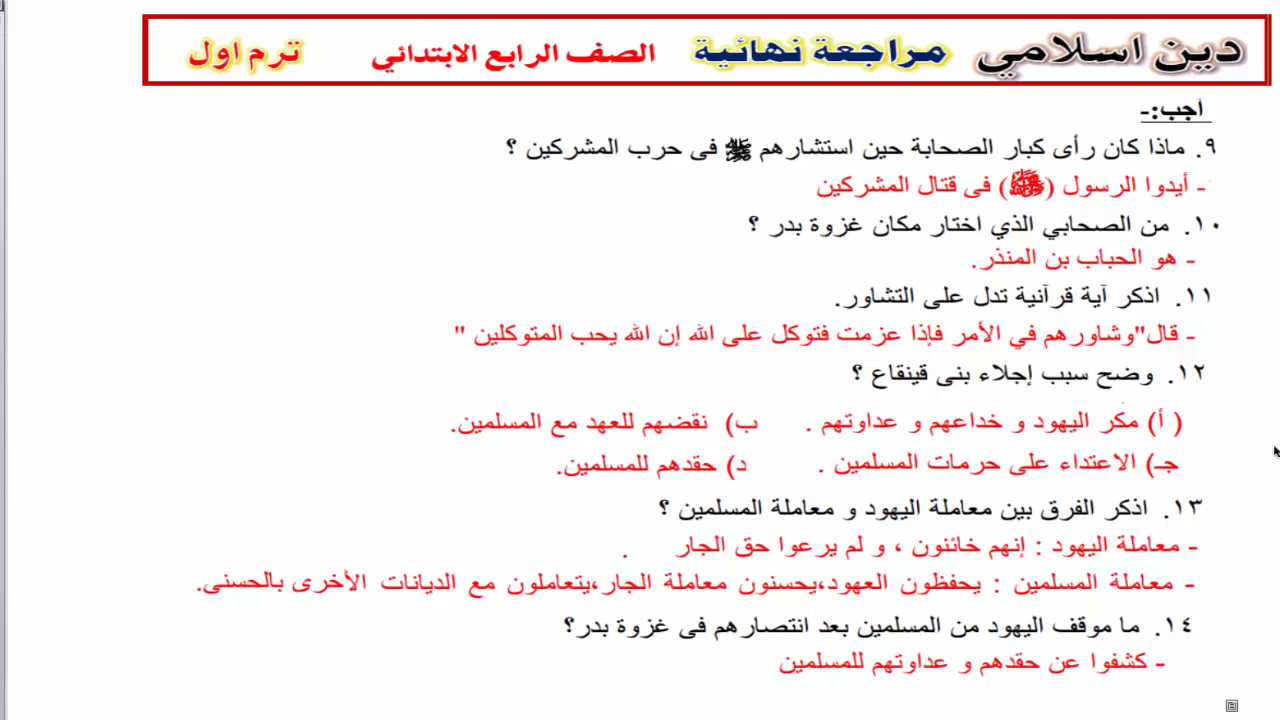 دين اسلامي مراجعة نهائية الصف الرابع الابتدائي ترم اول
أجب:-
٩. ماذا كان رأى كبار الصحابة حين استشارهم ﷺ فى حرب المشركين ؟
- أيدوا الرسول (ﷺ) فى قتال المشركين
١٠. من الصحابي الذي اختار مكان غزوة بدر ؟
- هو الحباب بن المنذر.
١١. اذكر آية قرآنية تدل على التشاور.
- قال"وشاورهم في الأمر فإذا عزمت فتوكل على الله إن الله يحب المتوكلين "
١٢. وضح سبب إجلاء بنى قينقاع ؟
( أ) مكر اليهود و خداعهم و عداوتهم . ب) نقضهم للعهد مع المسلمين.
جـ) الاعتداء على حرمات المسلمين . د) حقدهم للمسلمين.
١٣. اذكر الفرق بين معاملة اليهود و معاملة المسلمين ؟
- معاملة اليهود : إنهم خائنون ، و لم يرعوا حق الجار .
- معاملة المسلمين : يحفظون العهود،يحسنون معاملة الجار،يتعاملون مع الديانات الأخرى بالحسنى.
١٤. ما موقف اليهود من المسلمين بعد انتصارهم فى غزوة بدر؟
- كشفوا عن حقدهم و عداوتهم للمسلمين